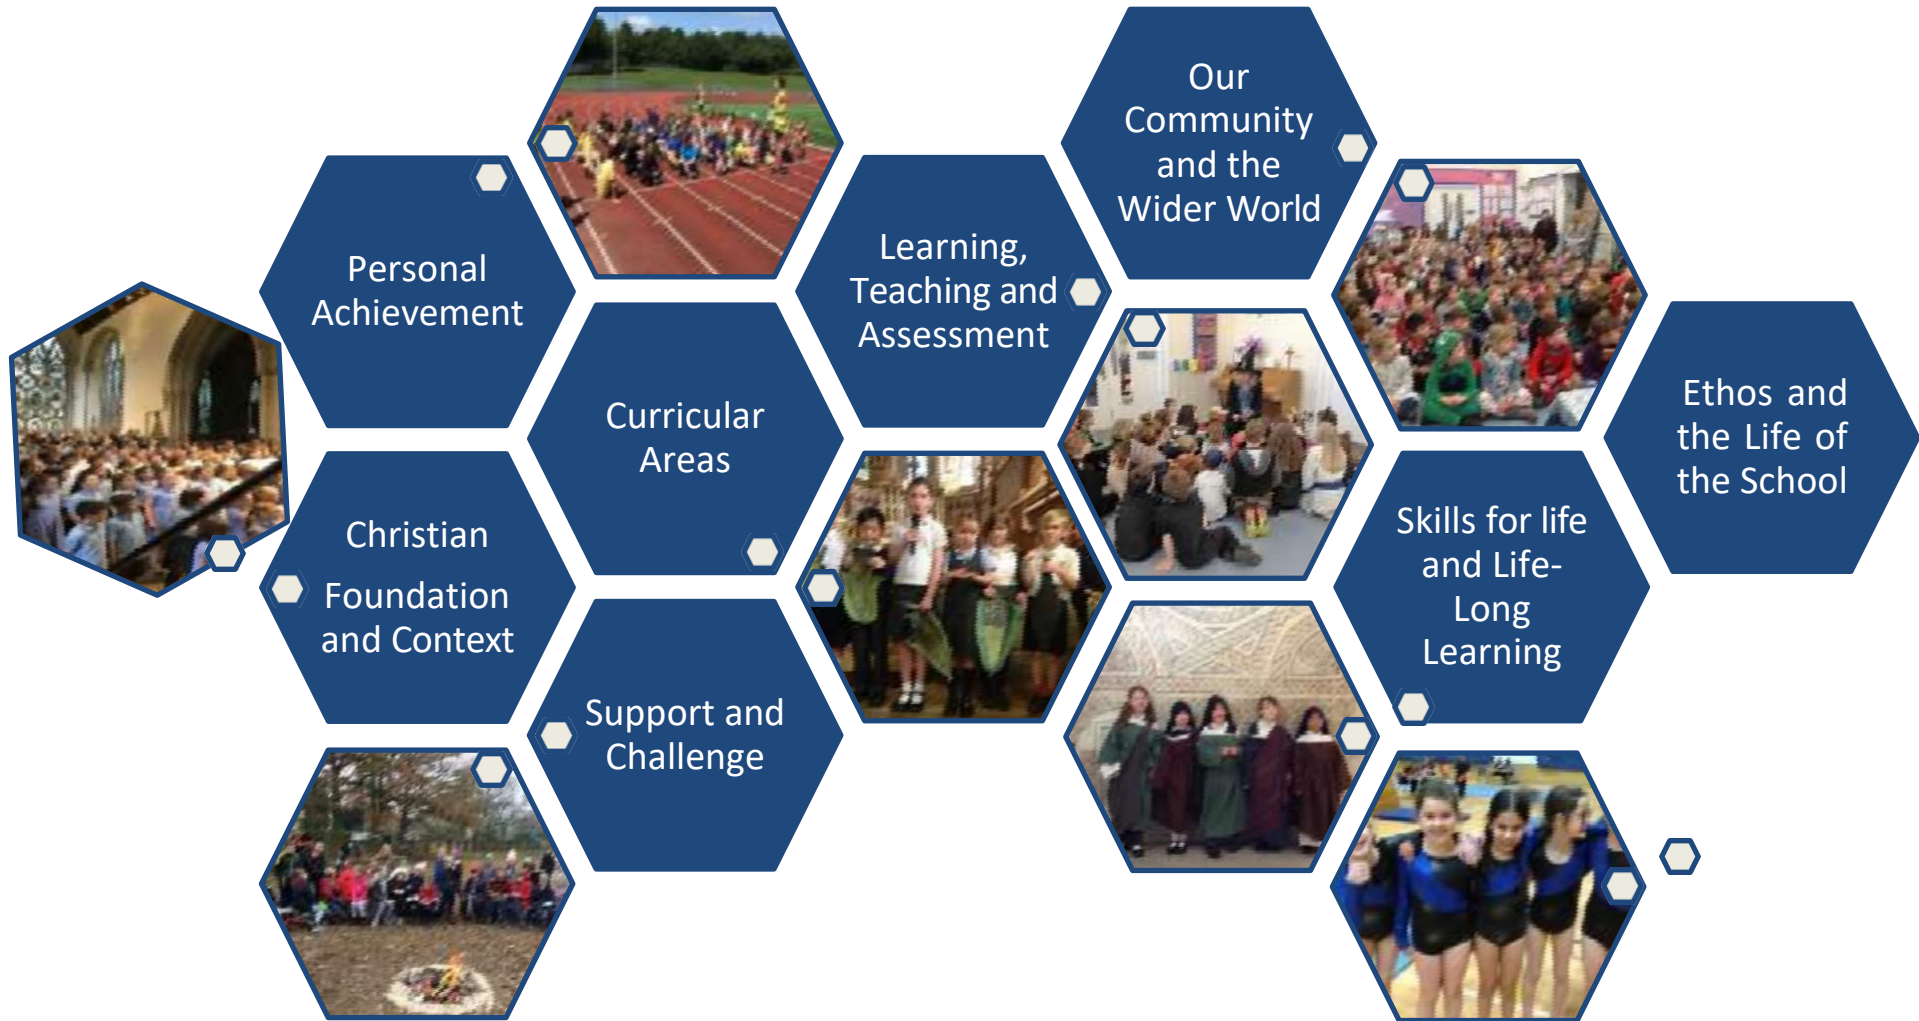 Personal
Achievement
Christian
Foundation
and Context
Curricular
Areas
Support and
Challenge
Learning,
Teaching and
Assessment
Our
Community
and the
Wider World
Skills for life
and Life-
Long
Learning
Ethos and
the Life of
the School